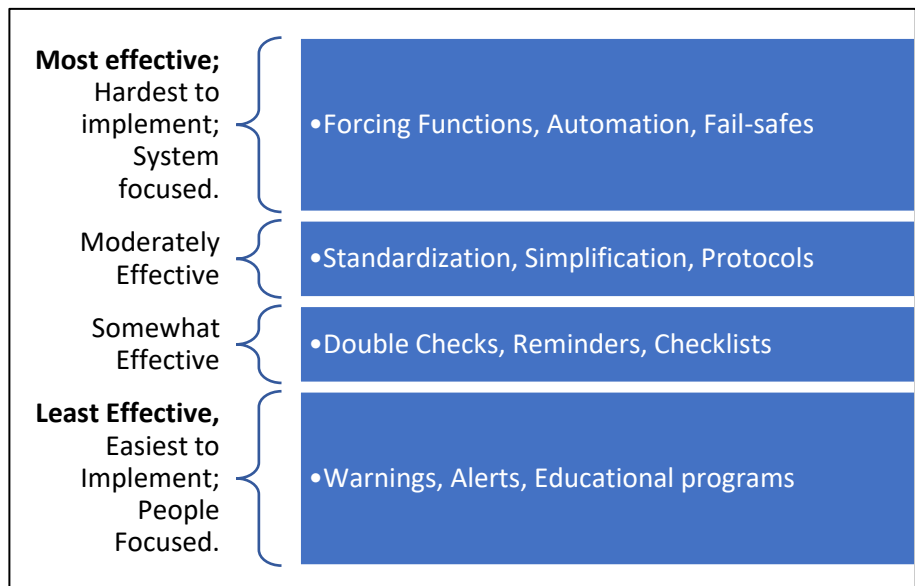 Most effective;
Hardest to
implement;
System
focused.
•Forcing Functions, Automation, Fail-safes
Moderately
Effective
•Standardization, Simplification, Protocols
Somewhat
Effective
•Double Checks, Reminders, Checklists
Least Effective,
Easiest to
Implement;
People
Focused.
•Warnings, Alerts, Educational programs